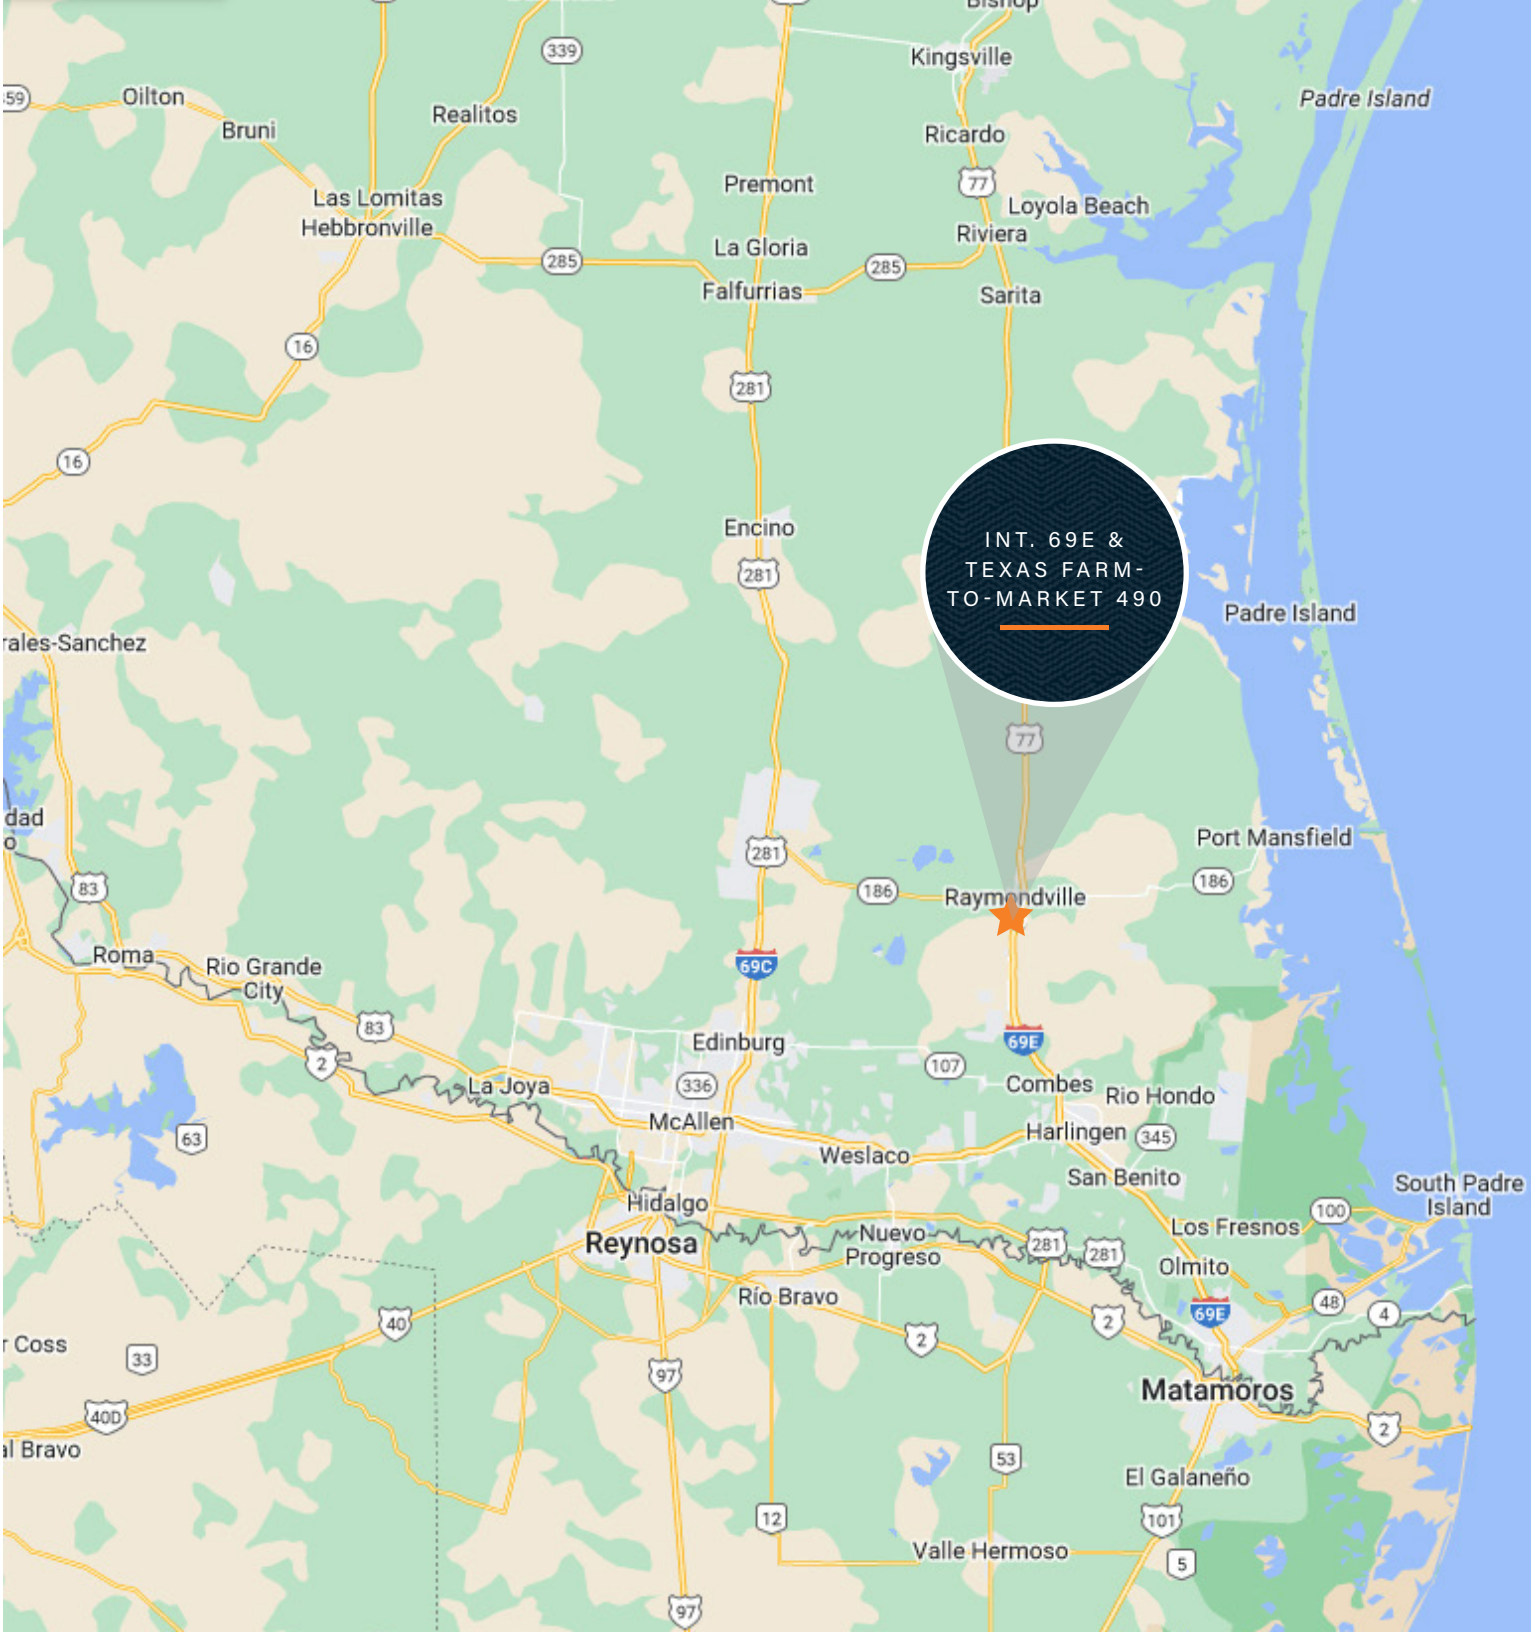 Bishop
339
Kingsville
59
Oilton
Padre Island
Realitos
Bruni
Ricardo
Premont
77
Las Lomitas
Loyola Beach
Hebbronville
Riviera
La Gloria
285
285
Falfurrias
Sarita
16
281
16
Encino
INT. 69E &
TEXAS FARM-
TO-MARKET 490
281
Padre Island
rales-Sanchez
77
dad
o
Port Mansfield
281
83
186
Raymondville
186
Roma
Rio Grande
City
69C
83
69E
Edinburg
2
107
336
La Joya
Combes
Rio Hondo
McAllen
63
Harlingen
345
Weslaco
San Benito
South Padre
Island
Hidalgo
100
Los Fresnos
Reynosa
Nuevo
Progreso
281
281
Olmito
Río Bravo
48
69E
4
40
2
2
r Coss
33
97
Matamoros
40D
2
al Bravo
53
El Galaneño
12
101
Valle Hermoso
5
97